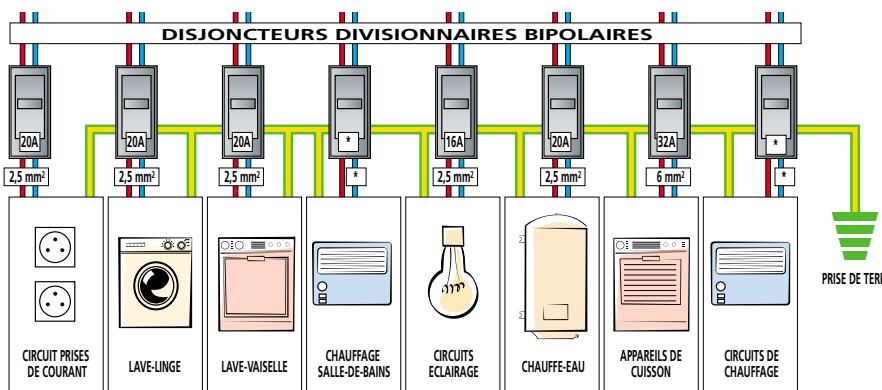 DISJONCTEURS DIVISIONNAIRES BIPOLAIRES
20A
20A
20A
*
16A
20A
32A
*
2,5 mm²
2,5 mm²
2,5 mm²
*
2,5 mm²
2,5 mm²
6 mm²
*
PRISE DE TERI
CIRCUIT PRISES
DE COURANT
LAVE-LINGE
LAVE-VAISELLE
CHAUFFAGE
SALLE-DE-BAINS
CIRCUITS
ECLAIRAGE
CHAUFFE-EAU
APPAREILS DE
CUISSON
CIRCUITS DE
CHAUFFAGE